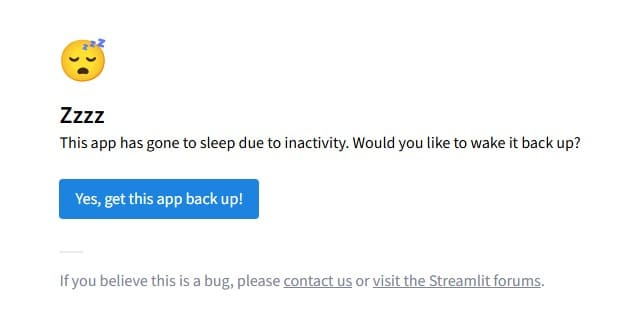 Zzzz
This app has gone to sleep due to inactivity. Would you like to wake it back up?
Yes, get this app back up!
If you believe this is a bug, please contact us or visit the Streamlit forums.